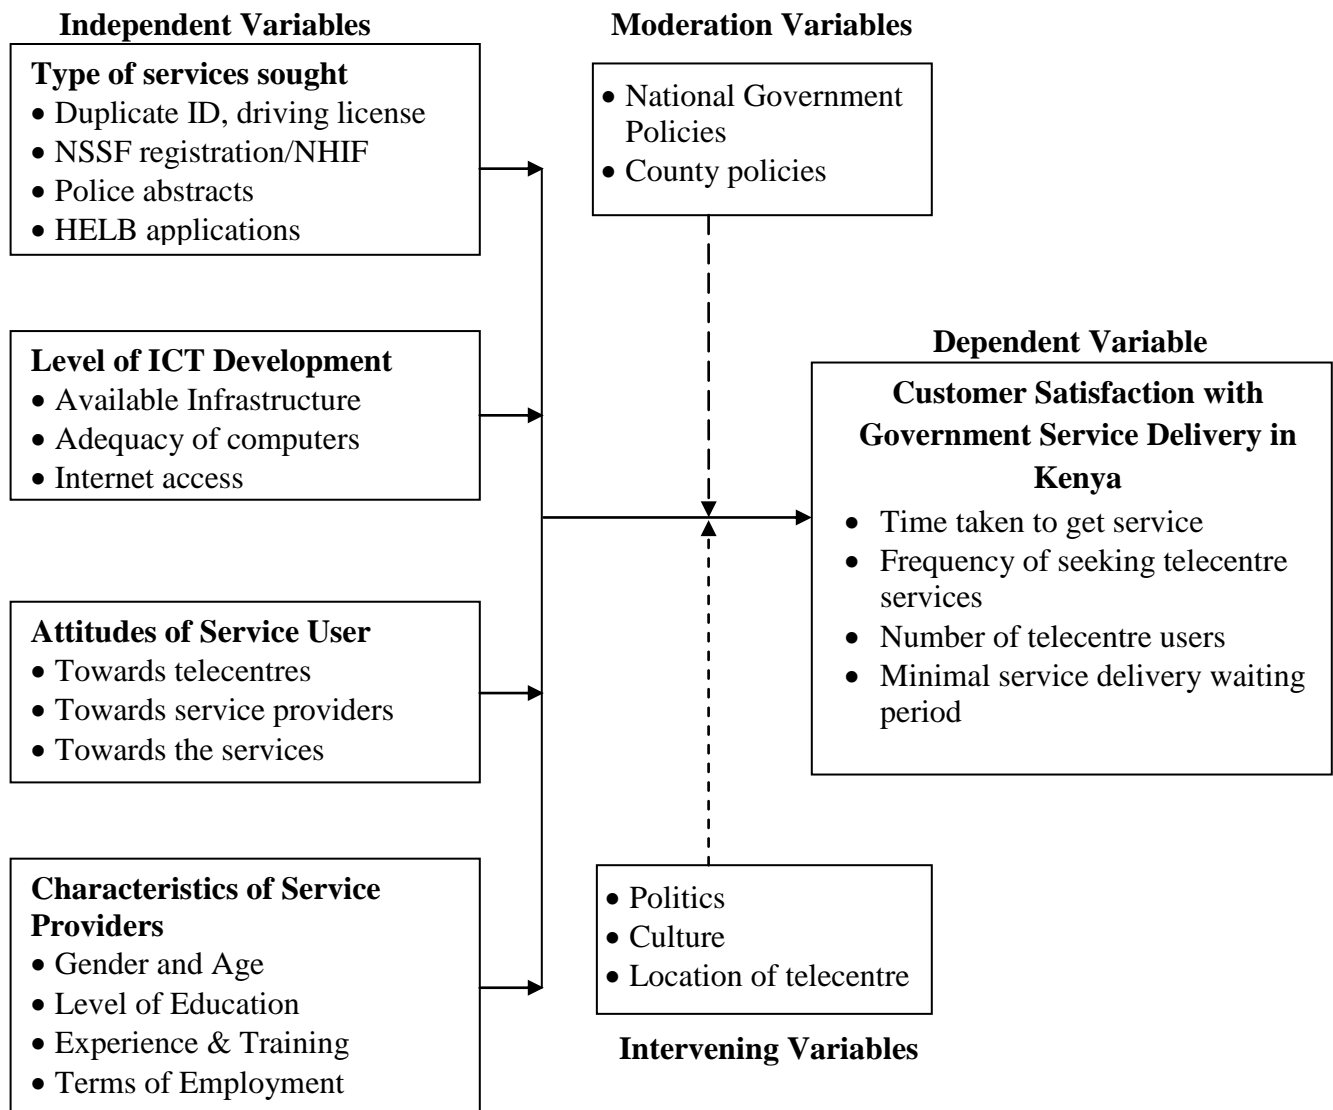 Independent Variables
Type of services sought
• Duplicate ID, driving license
• NSSF registration/NHIF
• Police abstracts
• HELB applications
Level of ICT Development
• Available Infrastructure
• Adequacy of computers
• Internet access
Attitudes of Service User
• Towards telecentres
• Towards service providers
• Towards the services
Characteristics of Service
Providers
• Gender and Age
• Level of Education
• Experience & Training
• Terms of Employment
Moderation Variables
• National Government
Policies
• County policies
• Politics
• Culture
• Location of telecentre
Intervening Variables
Dependent Variable
Customer Satisfaction with
Government Service Delivery in
Kenya
• Time taken to get service
• Frequency of seeking telecentre
services
• Number of telecentre users
• Minimal service delivery waiting
period